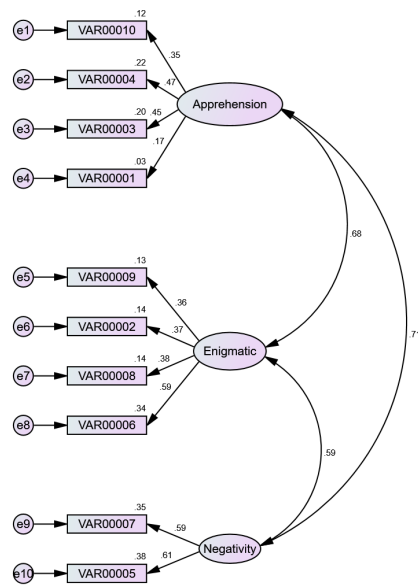 .12
e1 VAR00010
.35
.22
e2 VAR00004
.47
Apprehension
.20 .45
e3 VAR00003
.17
.03
e4 VAR00001
.68
.71
.13
e5 VAR00009
.36
.14
e6 VAR00002
.37
Enigmatic
.14 .38
e7 VAR00008
.59
.34
e8 VAR00006
.59
.35
e9 VAR00007
.59
Negativity
.38 .61
e10 VAR00005